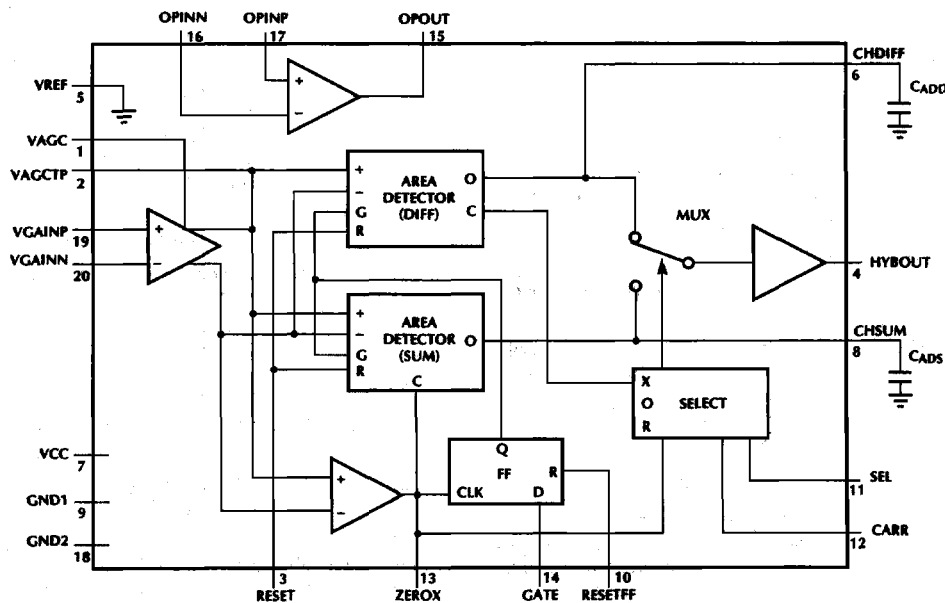 OPINN OPINP OPOUT
16 17 15
CHDIFF
6
CADD
VREF
5
+
−
VAGC
1
VAGCTP
2
+ AREA DETECTOR (DIFF) O
−
G C
R
MUX
VGAINP
19
+
VGAINN
20
−
HYBOUT
4
+ AREA DETECTOR (SUM) O
−
G
R
C
CHSUM
8
CADS
X
O SELECT
R
VCC
7
Q
FF R
CLK D
+
−
SEL
11
GND1
9
CARR
12
GND2
18
3 13 14 10
RESET ZEROX GATE RESETFF